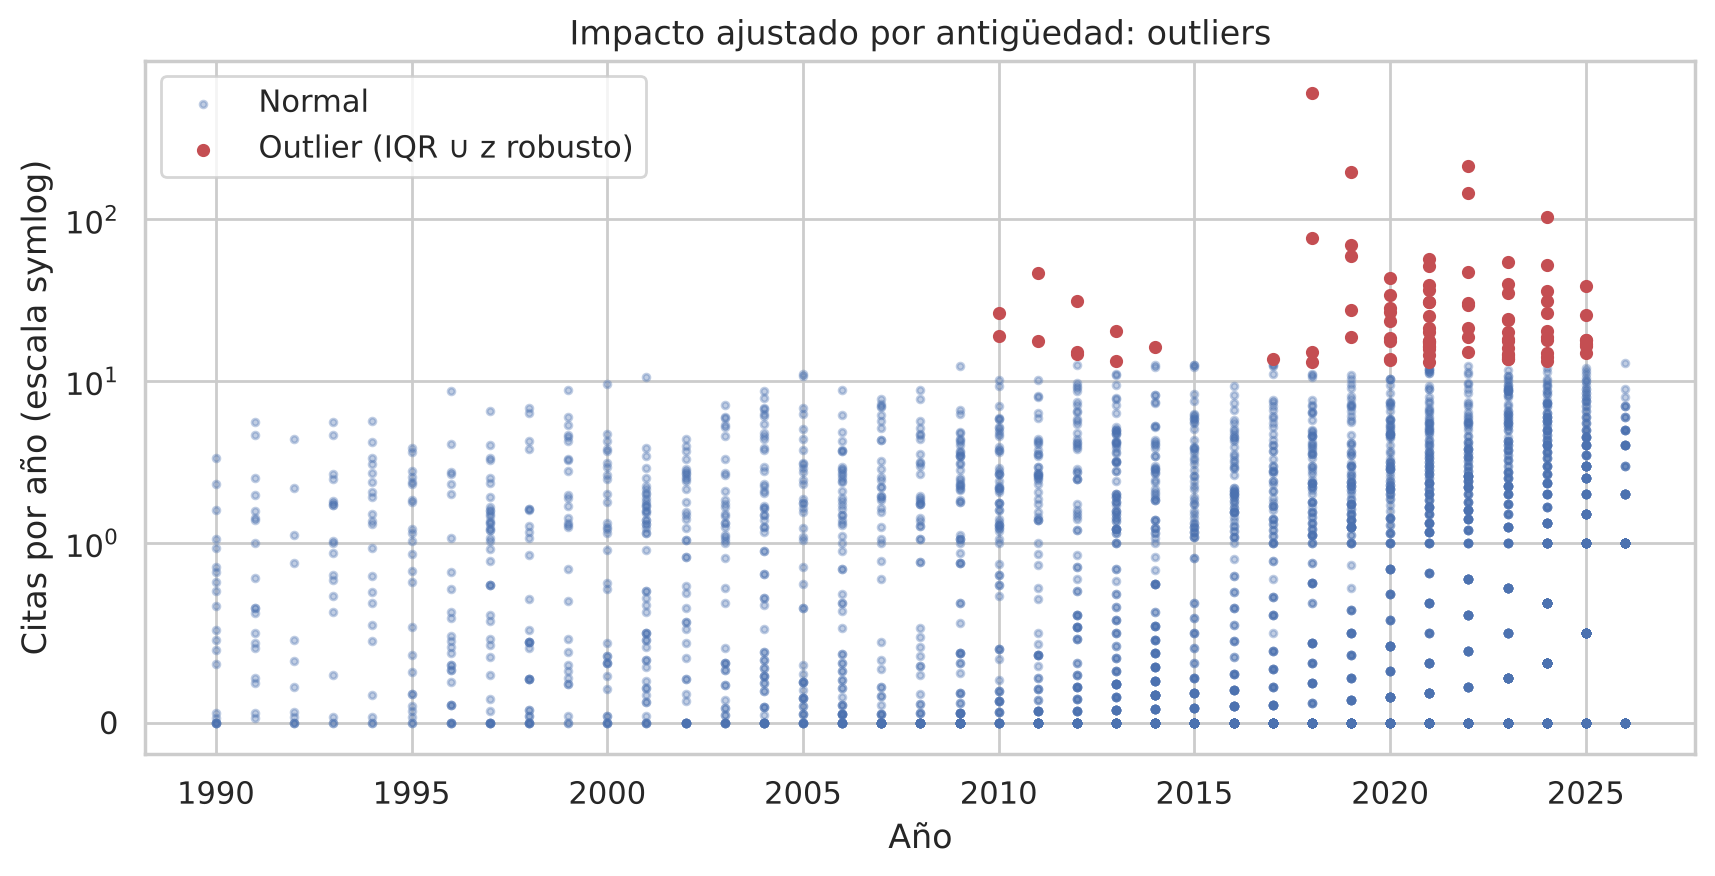 Impacto ajustado por antigüedad: outliers
Normal
Outlier (IQR ∪ z robusto)
Citas por año (escala symlog)
10²
10¹
10⁰
0
1990 1995 2000 2005 2010 2015 2020 2025
Año